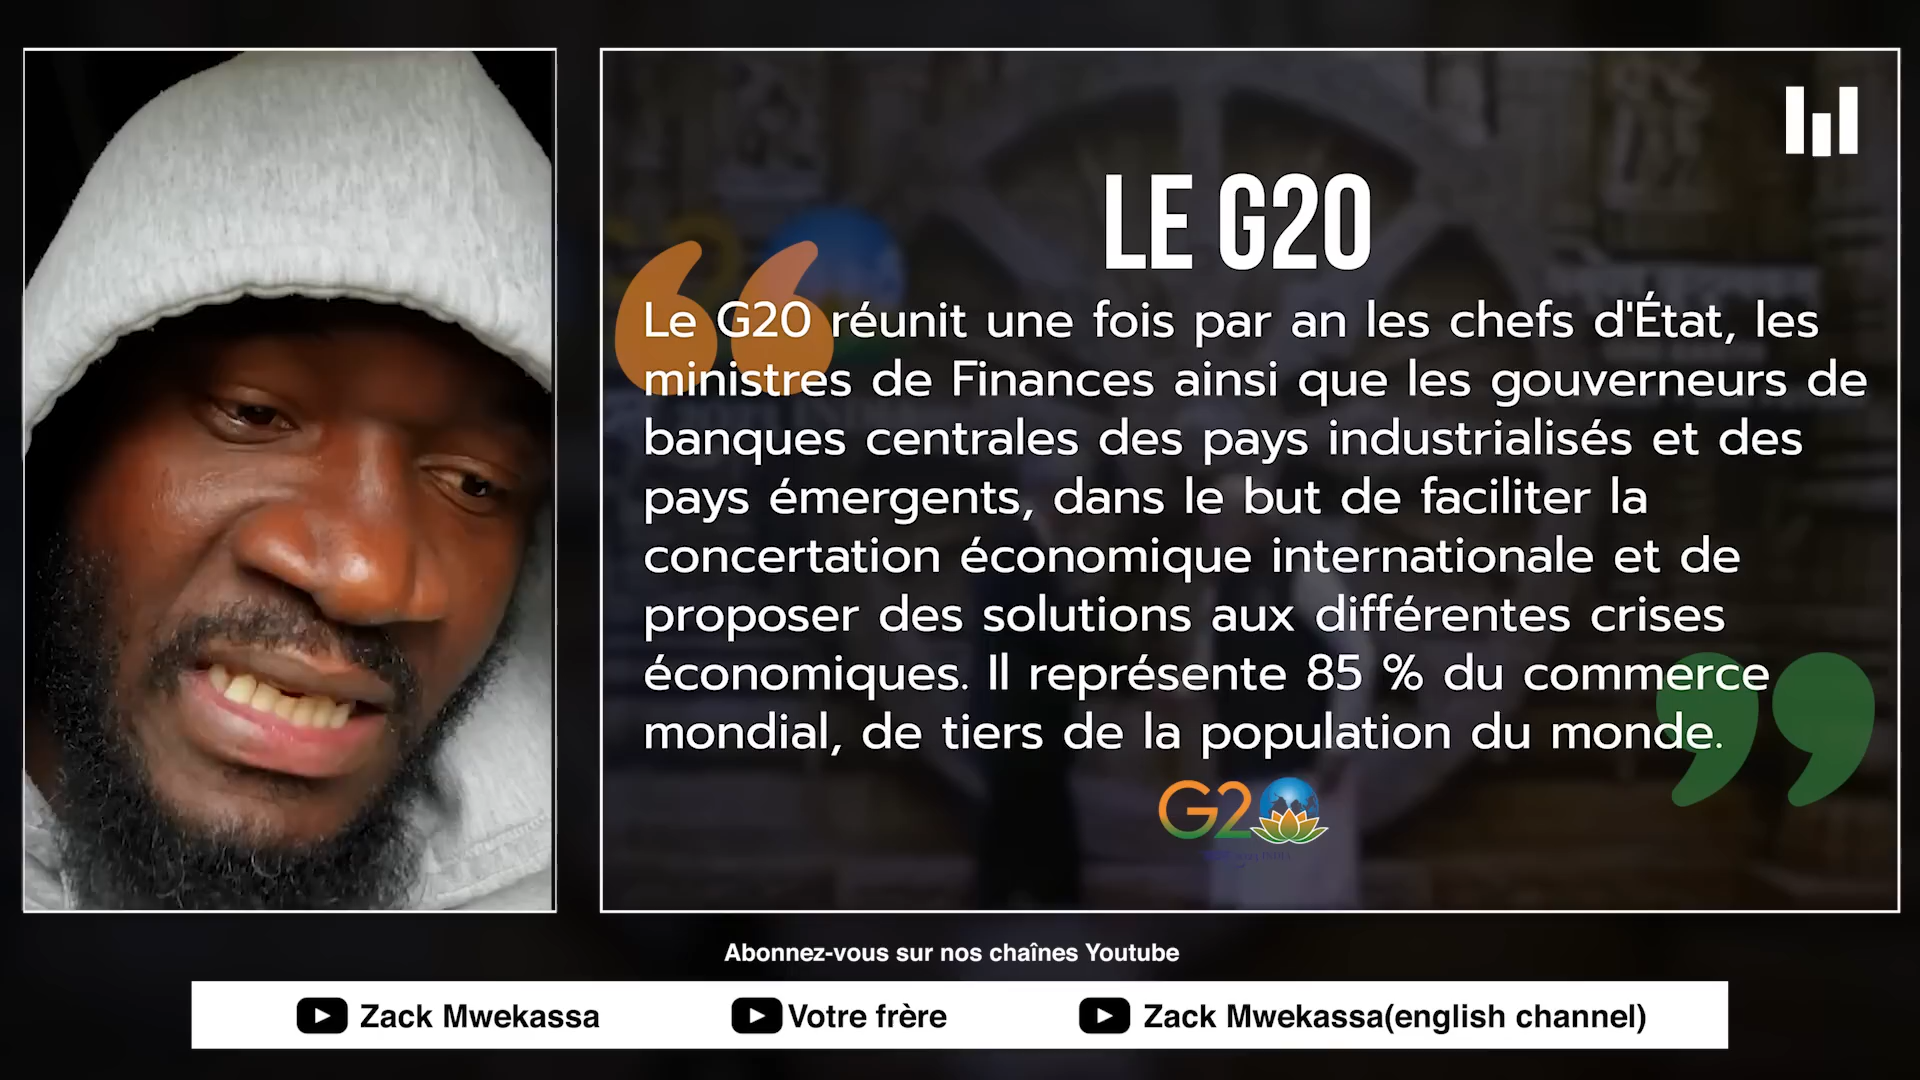 LE G20
Le G20 réunit une fois par an les chefs d'État, les
ministres de Finances ainsi que les gouverneurs de
banques centrales des pays industrialisés et des
pays émergents, dans le but de faciliter la
concertation économique internationale et de
proposer des solutions aux différentes crises
économiques. Il représente 85 % du commerce
mondial, de tiers de la population du monde.
G20
Abonnez-vous sur nos chaînes Youtube
Zack Mwekassa
Votre frère
Zack Mwekassa(english channel)